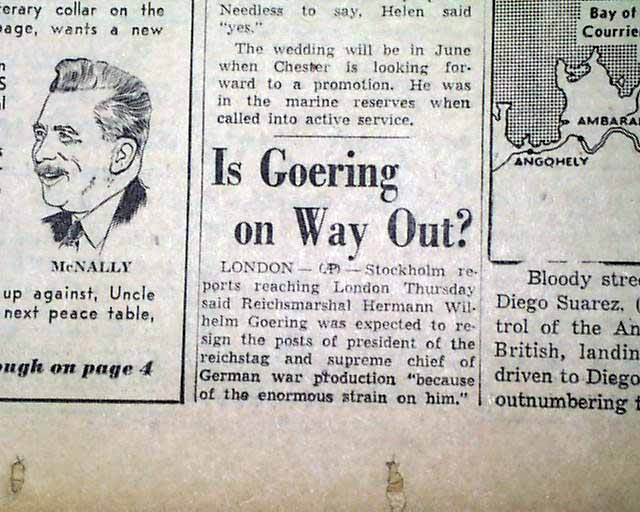 erary collar on the
page, wants a new
McNALLY
up against, Uncle
next peace table,
ough on page 4
Needless to say, Helen said
"yes."
The wedding will be in June
when Chester is looking for-
ward to a promotion. He was
in the marine reserves when
called into active service.
Is Goering
on Way Out?
LONDON — (P) — Stockholm re-
ports reaching London Thursday
said Reichsmarshal Hermann Wil-
helm Goering was expected to re-
sign the posts of president of the
reichstag and supreme chief of
German war production "because
of the enormous strain on him."
Bay of
Courrie
AMBARA
ANGOHELY
Bloody stree
Diego Suarez.
trol of the An
British, landin
driven to Diego
outnumbering t